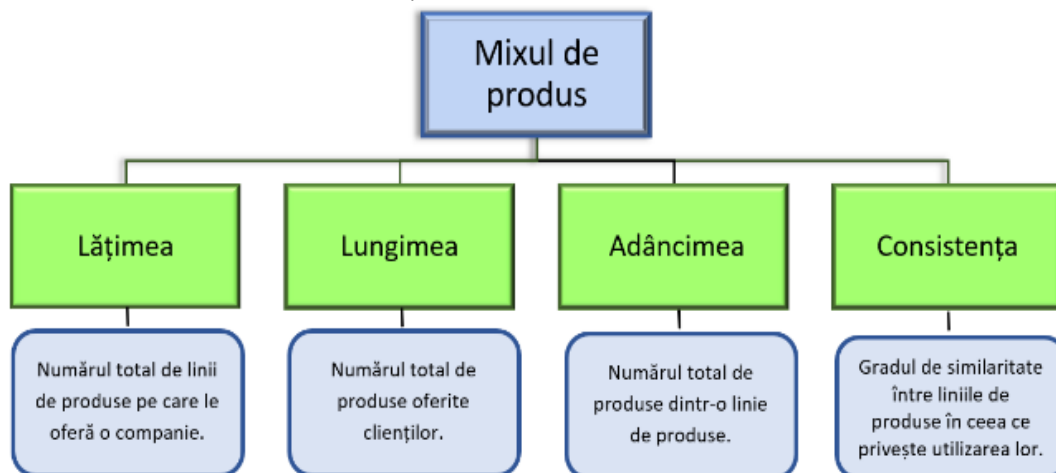 Mixul de
produs
Lățimea
Lungimea
Adâncimea
Consistența
Numărul total de linii
de produse pe care le
oferă o companie.
Numărul total de
produse oferite
clienților.
Numărul total de
produse dintr-o linie
de produse.
Gradul de similaritate
între liniile de
produse în ceea ce
privește utilizarea lor.